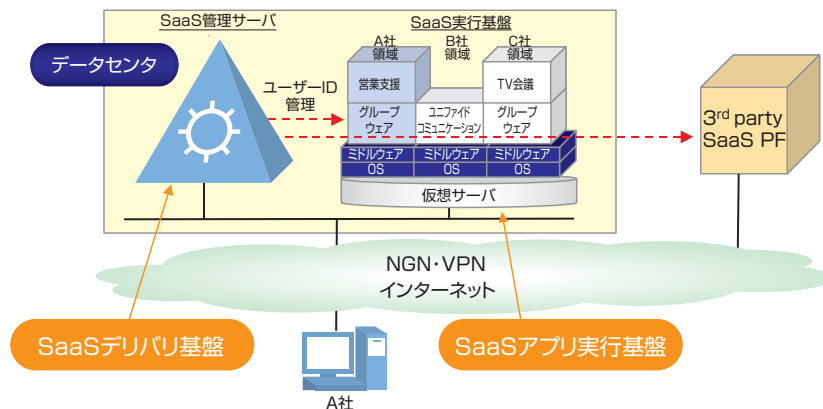 SaaS管理サーバ
SaaS実行基盤
データセンタ
A社
領域
B社
領域
C社
領域
ユーザーID
管理
営業支援
TV会議
グループ
ウェア
ユニファイド
コミュニケーション
グループ
ウェア
ミドルウェア ミドルウェア ミドルウェア
OS OS OS
仮想サーバ
3rd party
SaaS PF
NGN・VPN
インターネット
SaaSデリバリ基盤
SaaSアプリ実行基盤
A社